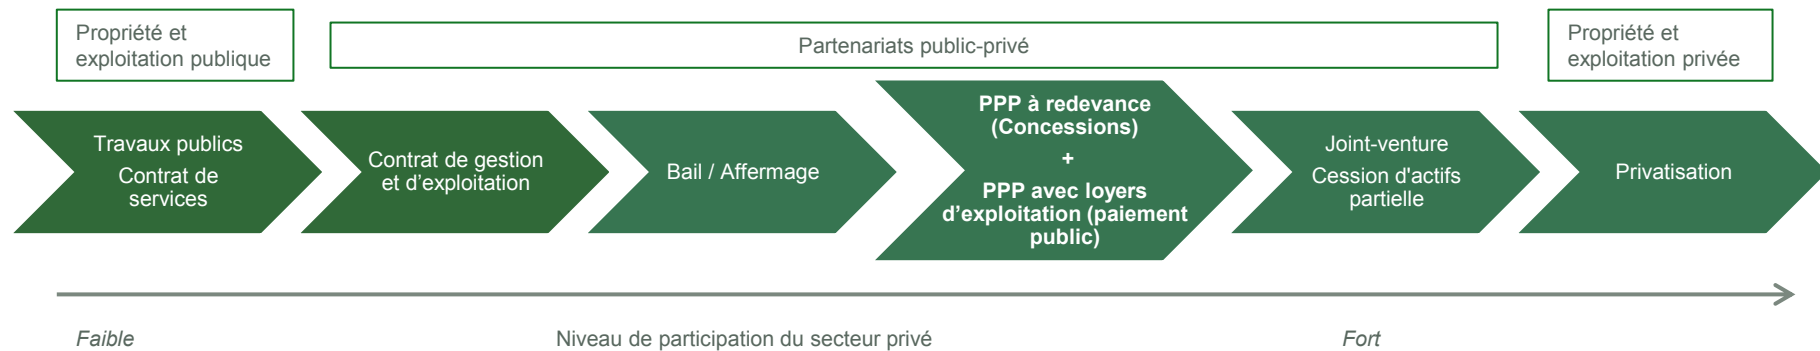 Propriété et
exploitation publique
Partenariats public-privé
Propriété et
exploitation privée
Travaux publics
Contrat de
services
Contrat de gestion
et d’exploitation
Bail / Affermage
PPP à redevance
(Concessions)
+
PPP avec loyers
d’exploitation (paiement
public)
Joint-venture
Cession d'actifs
partielle
Privatisation
Faible
Niveau de participation du secteur privé
Fort